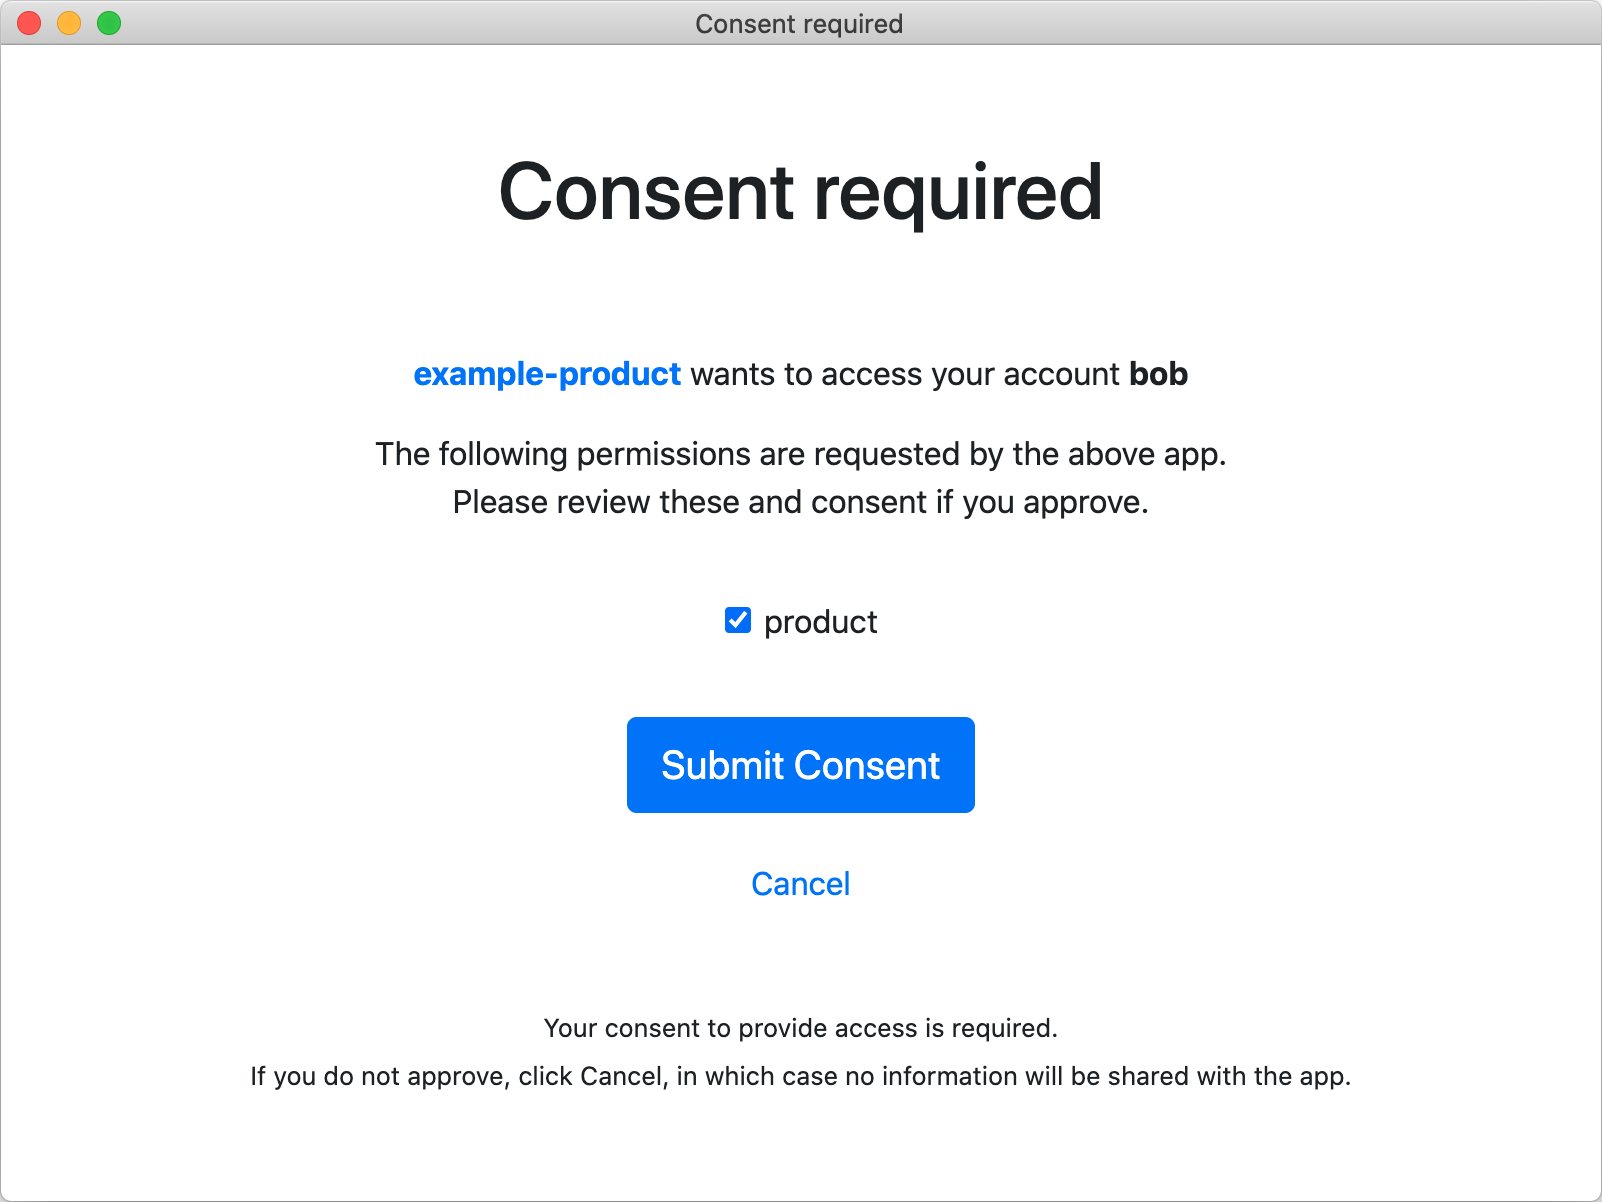 Consent required
Consent required
example-product wants to access your account bob
The following permissions are requested by the above app.
Please review these and consent if you approve.
product
Submit Consent
Cancel
Your consent to provide access is required.
If you do not approve, click Cancel, in which case no information will be shared with the app.